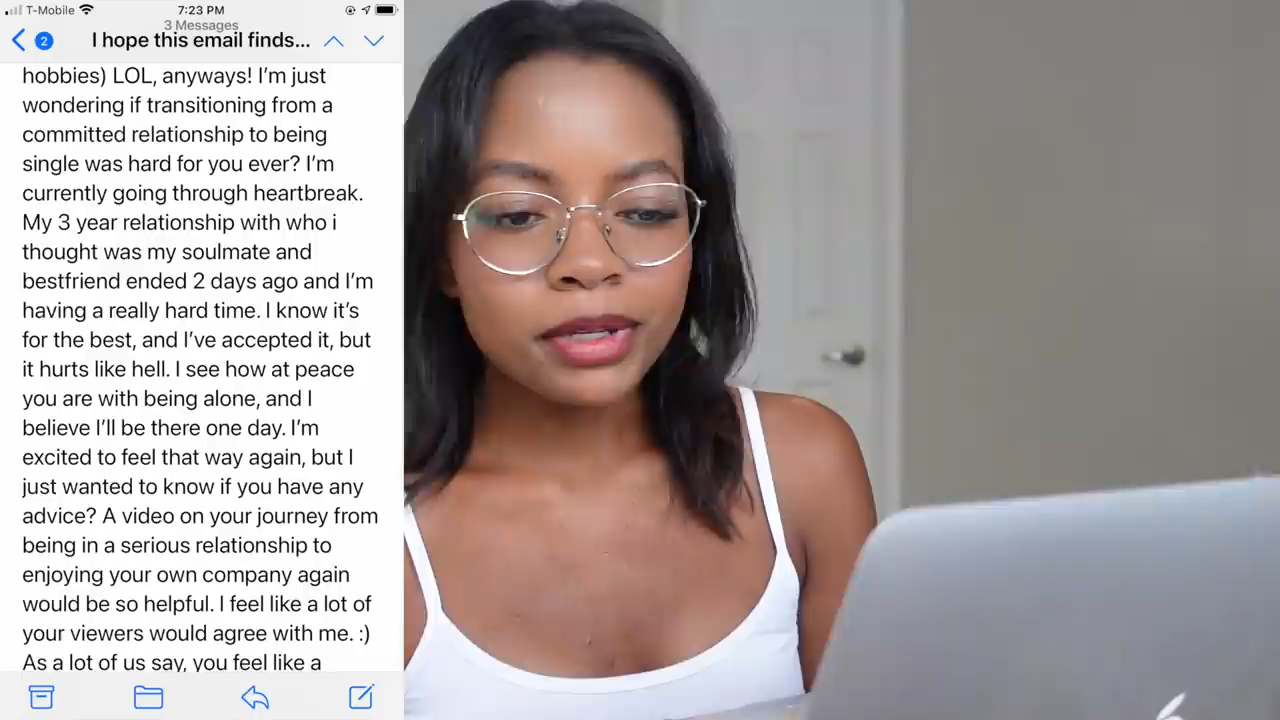 T-Mobile 7:23 PM
3 Messages
2 I hope this email finds...
hobbies) LOL, anyways! I’m just
wondering if transitioning from a
committed relationship to being
single was hard for you ever? I’m
currently going through heartbreak.
My 3 year relationship with who i
thought was my soulmate and
bestfriend ended 2 days ago and I’m
having a really hard time. I know it’s
for the best, and I’ve accepted it, but
it hurts like hell. I see how at peace
you are with being alone, and I
believe I’ll be there one day. I’m
excited to feel that way again, but I
just wanted to know if you have any
advice? A video on your journey from
being in a serious relationship to
enjoying your own company again
would be so helpful. I feel like a lot of
your viewers would agree with me. :)
As a lot of us say, you feel like a